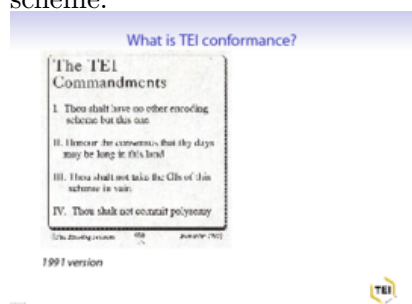 scheme.
What is TEI conformance?
The TEI
Commandments
I. Thou shalt have no other encoding
scheme but this one
II. Honour the consensus that thy days
may be long in this land
III. Thou shalt not take the GIs of this
scheme in vain
IV. Thou shalt not commit polysemy
1991 version
TEI